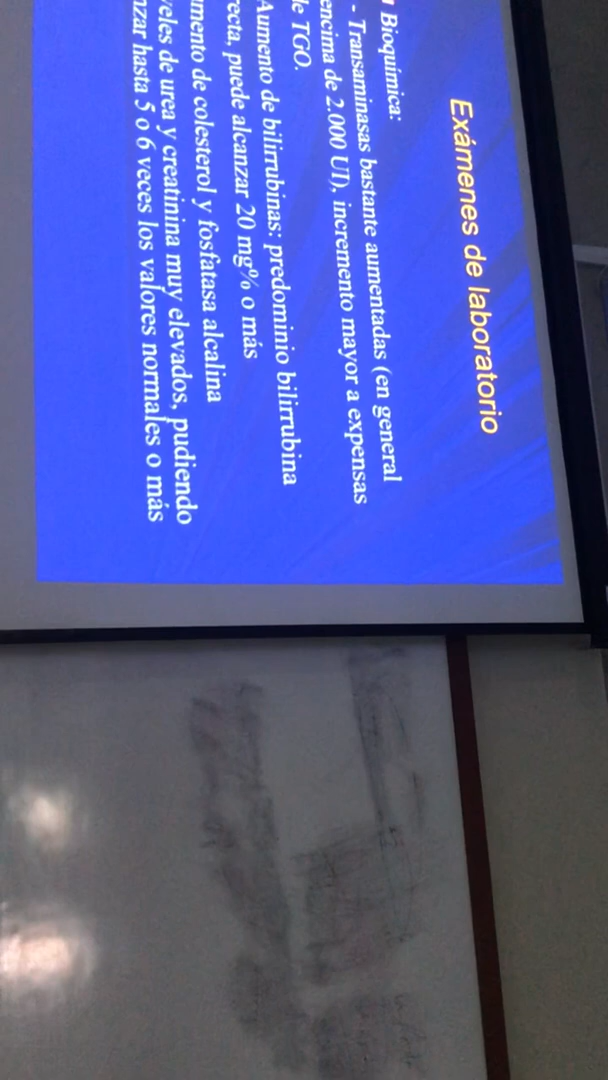 Exámenes de laboratorio
Bioquímica:
- Transaminasas bastante aumentadas (en general
encima de 2.000 UI), incremento mayor a expensas
de TGO.
Aumento de bilirrubinas: predominio bilirrubina
recta, puede alcanzar 20 mg% o más
mento de colesterol y fosfatasa alcalina
veles de urea y creatinina muy elevados, pudiendo
nzar hasta 5 o 6 veces los valores normales o más